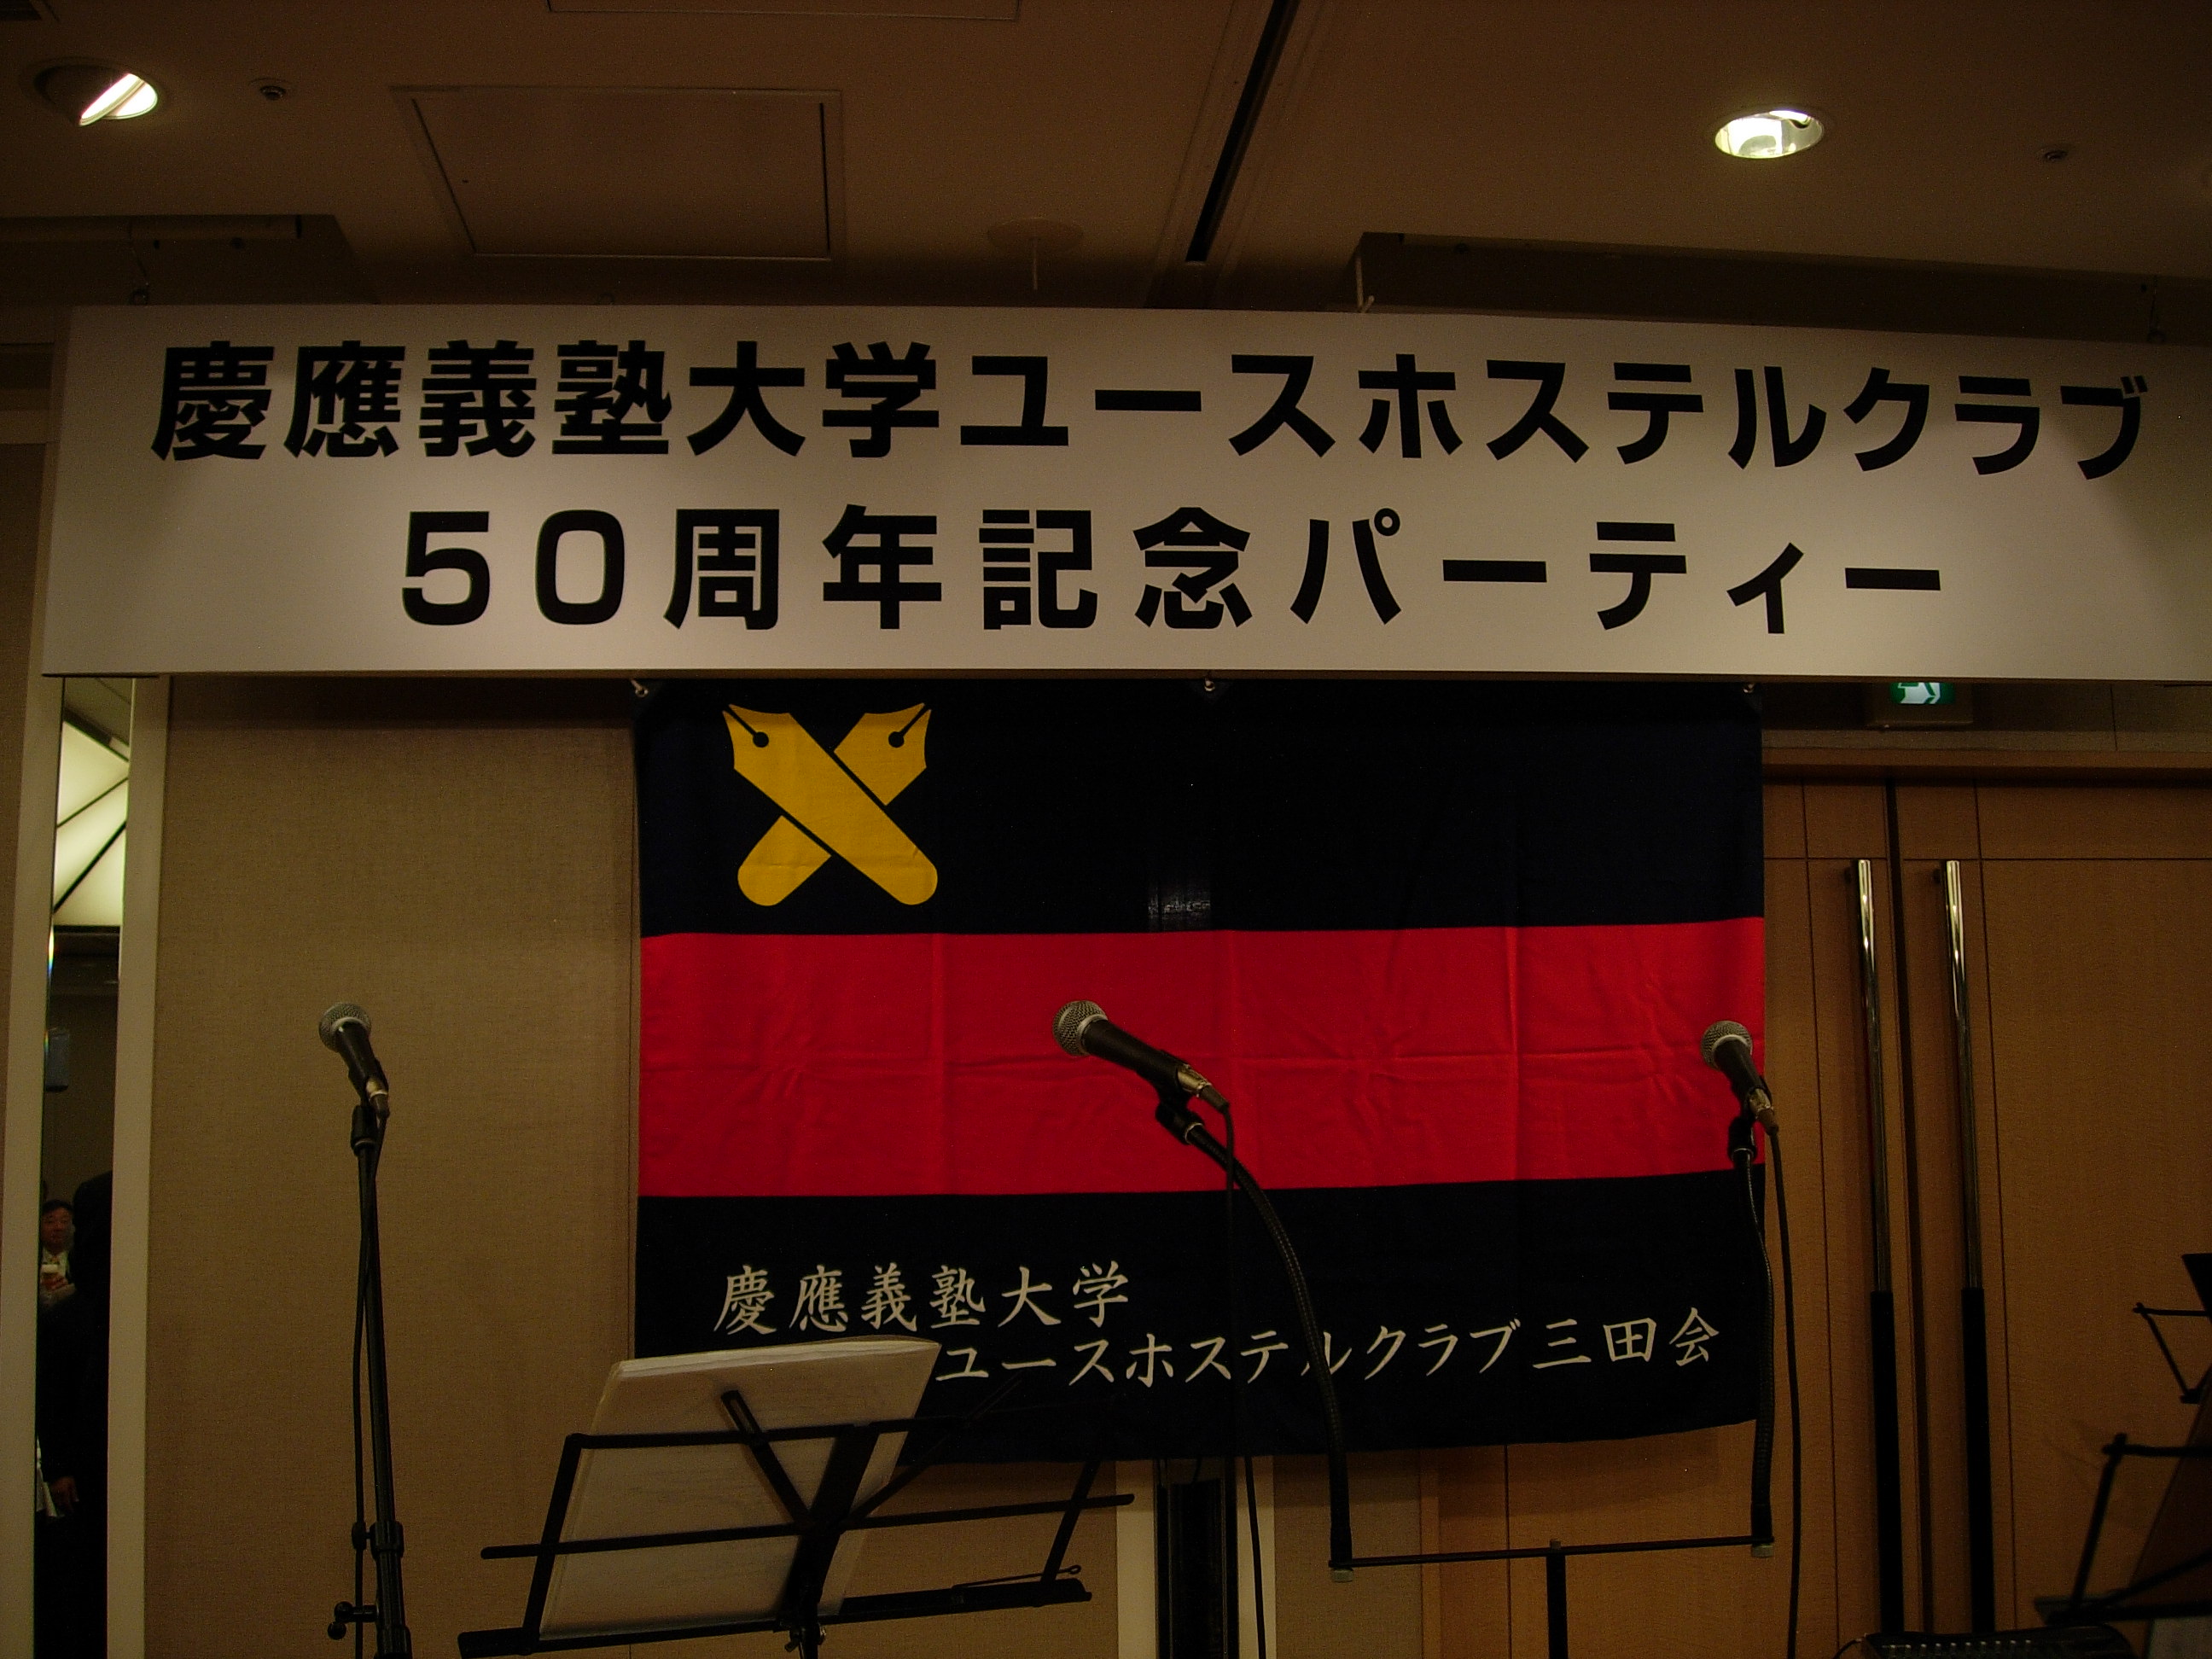 慶應義塾大学ユースホステルクラブ
50周年記念パーティー
慶應義塾大学
ユースホステルクラブ三田会